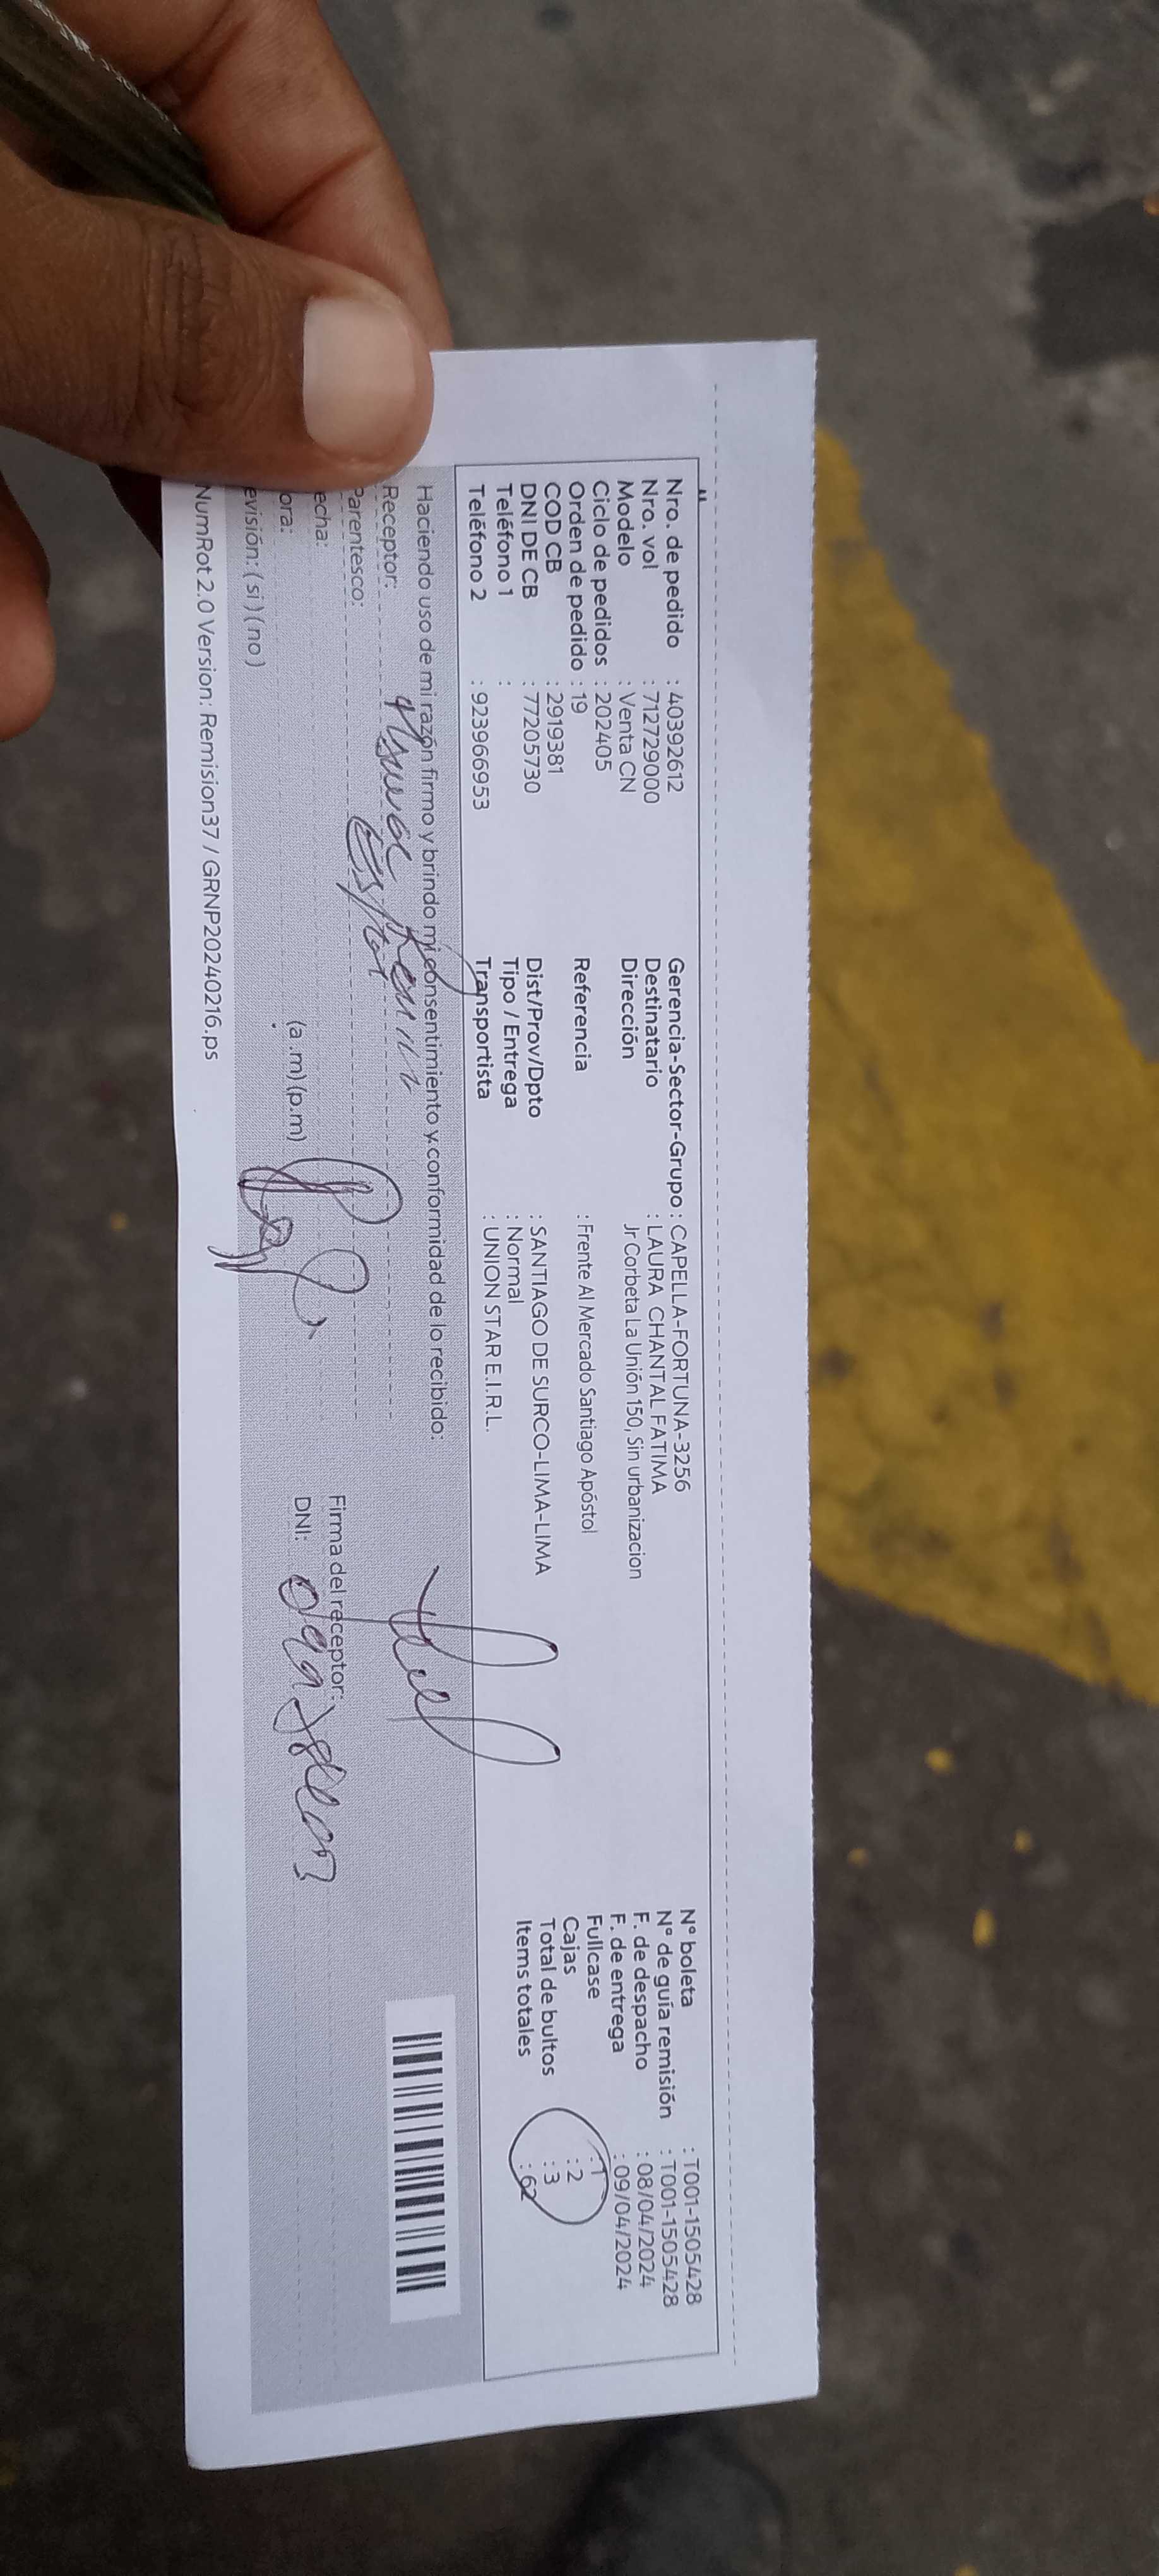 Nro. de pedido : 40392612
Nro. vol : 712729000
Modelo : Venta CN
Ciclo de pedidos : 202405
Orden de pedido : 19
COD CB : 2919381
DNI DE CB : 77205730
Teléfono 1 :
Teléfono 2 : 923966953
Gerencia-Sector-Grupo : CAPELLA-FORTUNA-3256
Destinatario : LAURA CHANTAL FATIMA
Dirección Jr Corbeta La Unión 150, Sin urbanizacion
Referencia : Frente Al Mercado Santiago Apóstol
Dist/Prov/Dpto : SANTIAGO DE SURCO-LIMA-LIMA
Tipo / Entrega : Normal
Transportista : UNION STAR E.I.R.L.
N° boleta : T001-1505428
N° de guía remisión : T001-1505428
F. de despacho : 08/04/2024
F. de entrega : 09/04/2024
Fullcase : 1
Cajas : 2
Total de bultos : 3
Items totales : 62
Haciendo uso de mi razón firmo y brindo mi consentimiento y conformidad de lo recibido:
Receptor:
Parentesco:
echa:
ora: (a.m) (p.m)
evisión: ( si ) ( no )
Firma del receptor:
DNI:
NumRot 2.0 Version: Remision37 / GRNP20240216.ps